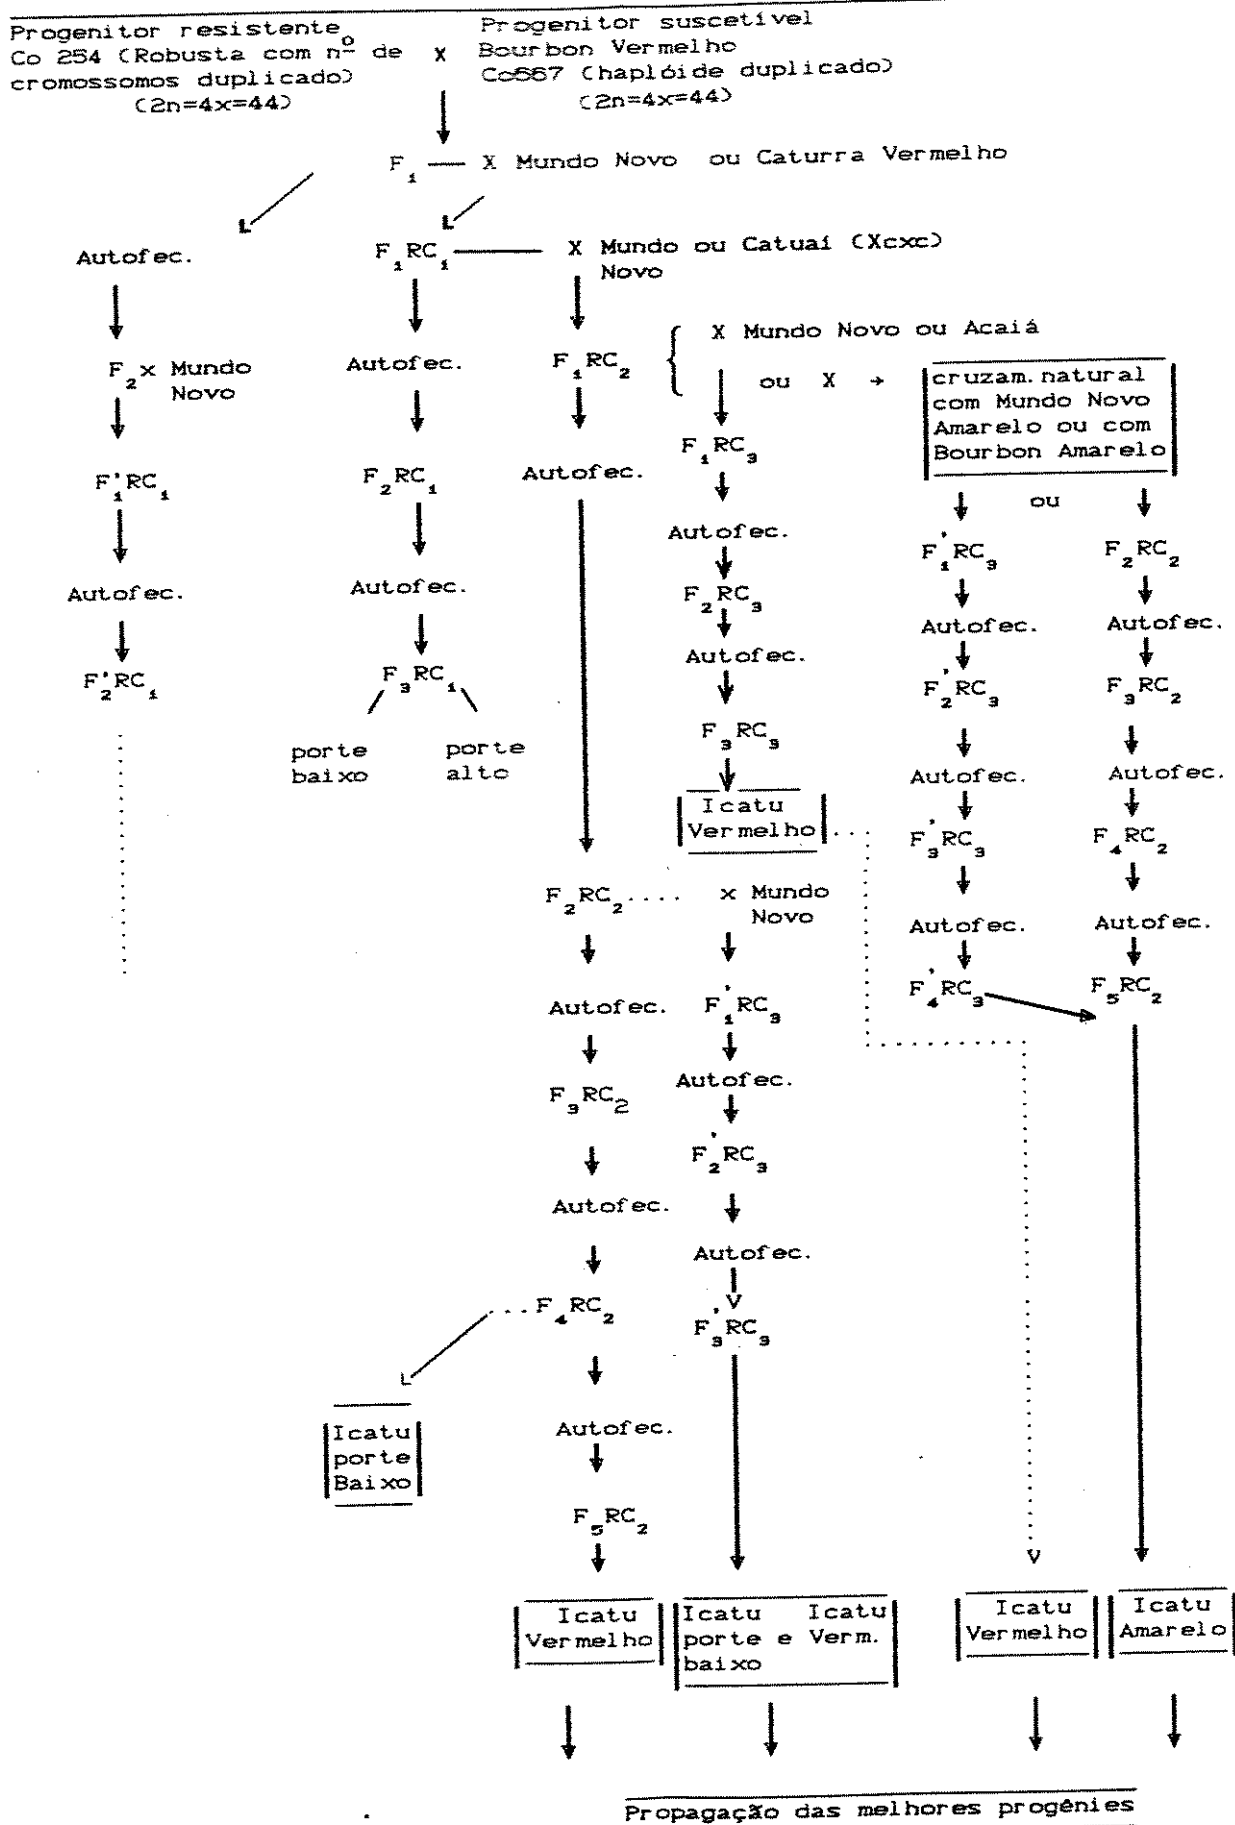 Progenitor resistente Progenitor suscetível
Co 254 (Robusta com nº de X Bourbon Vermelho
cromossomos duplicado) Co667 (haplóide duplicado)
(2n=4x=44) (2n=4x=44)
F₁ — X Mundo Novo ou Caturra Vermelho
Autofec. F₁RC₁ X Mundo ou Catuaí (Xcxc)
Novo
X Mundo Novo ou Acaiá
F₂ x Mundo Autofec. F₁RC₂
Novo
ou X → cruzam.natural
com Mundo Novo
Amarelo ou com
Bourbon Amarelo
F₁RC₃
F'₁RC₁ F₂RC₁ Autofec.
ou
Autofec.
F'₁RC₃ F₂RC₂
Autofec. Autofec. F₂RC₃
Autofec. Autofec.
Autofec.
F'₂RC₁ F₃RC₁ F'₂RC₃ F₃RC₂
F₃RC₃
porte porte
baixo alto
Autofec. Autofec.
Icatu
Vermelho
F'₃RC₃ F₄RC₂
F₂RC₂.... x Mundo
Novo
Autofec. Autofec.
F'₄RC₃ F₅RC₂
Autofec. F'₁RC₃
Autofec.
F₃RC₂
F'₂RC₃
Autofec.
Autofec.
...F₄RC₂
F'₃RC₃
Icatu
porte
Baixo
Autofec.
F₅RC₂
Icatu Icatu Icatu Icatu Icatu
Vermelho porte e Verm. Vermelho Amarelo
baixo
Propagação das melhores progênies